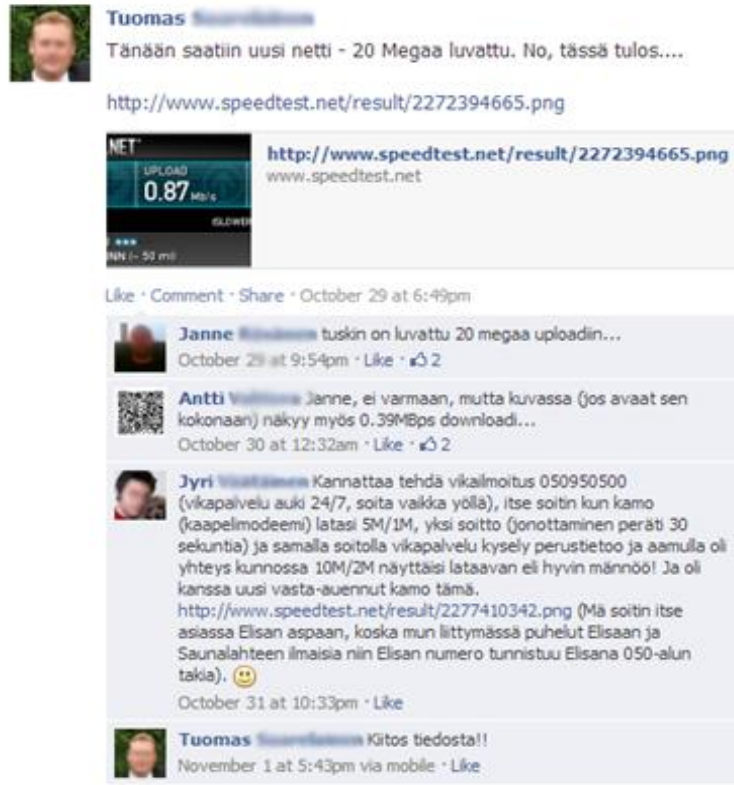 Tuomas
Tänään saatiin uusi netti - 20 Megaa luvattu. No, tässä tulos....
http://www.speedtest.net/result/2272394665.png
NET
UPLOAD
0.87 Mb/s
http://www.speedtest.net/result/2272394665.png
www.speedtest.net
(~ 50 mi)
Like · Comment · Share · October 29 at 6:49pm
Janne tuskin on luvattu 20 megaa uploadiin...
October 29 at 9:54pm · Like · 2
Antti Janne, ei varmaan, mutta kuvassa (jos avaat sen
kokonaan) näkyy myös 0.39MBps downloadi...
October 30 at 12:32am · Like · 2
Jyri Kannattaa tehdä vikailmoitus 050950500
(vikapalvelu auki 24/7, soita vaikka yöllä), itse soitin kun kamo
(kaapelimodeemi) latasi 5M/1M, yksi soitto (jonottaminen peräti 30
sekuntia) ja samalla soitolla vikapalvelu kysely perustietoo ja aamulla oli
yhteys kunnossa 10M/2M näyttäisi lataavan eli hyvin männöö! Ja oli
kanssa uusi vasta-auennut kamo tämä.
http://www.speedtest.net/result/2277410342.png (Mä soitin itse
asiassa Elisan aspaan, koska mun liittymässä puhelut Elisaan ja
Saunalahteen ilmaisia niin Elisan numero tunnistuu Elisana 050-alun
takia).
October 31 at 10:33pm · Like
Tuomas Kiitos tiedosta!!
November 1 at 5:43pm via mobile · Like